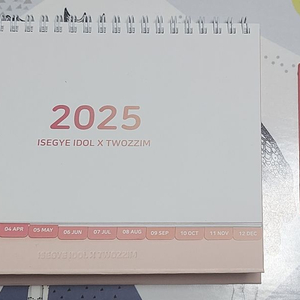 2025
ISEGYE IDOL X TWOZZIM
04 APR 05 MAY 06 JUN 07 JUL 08 AUG 09 SEP 10 OCT 11 NOV 12 DEC